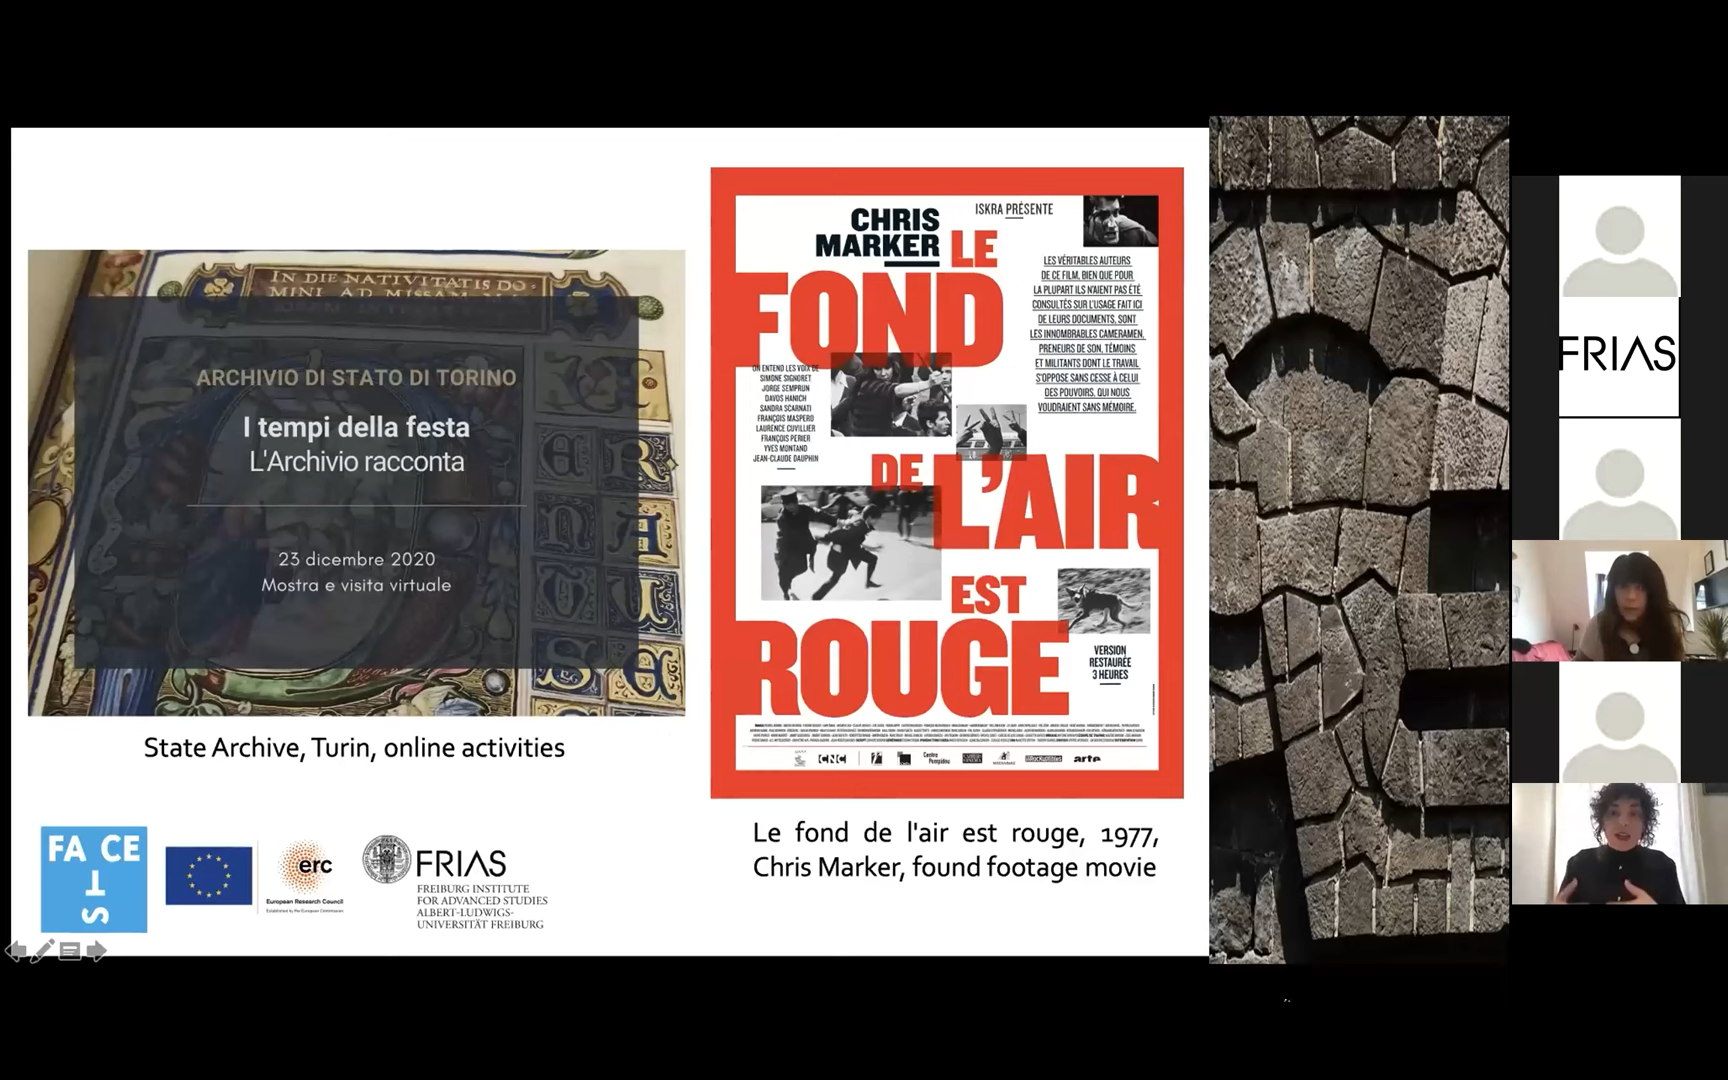 IN DIE NATIVITATIS DO-
MINI AD MISSAM
ARCHIVIO DI STATO DI TORINO
I tempi della festa
L'Archivio racconta
23 dicembre 2020
Mostra e visita virtuale
State Archive, Turin, online activities
CHRIS
MARKER
ISKRA PRÉSENTE
LE
FOND
DE L'AIR
EST
ROUGE
LES VÉRITABLES AUTEURS
DE CE FILM, BIEN QUE POUR
LA PLUPART ILS N'AIENT PAS ÉTÉ
CONSULTÉS SUR L'USAGE FAIT ICI
DE LEURS DOCUMENTS, SONT
LES INNOMBRABLES CAMERAMEN,
PRENEURS DE SON, TÉMOINS
ET MILITANTS DONT LE TRAVAIL
S'OPPOSE SANS CESSE À CELUI
DES POUVOIRS, QUI NOUS
VOUDRAIENT SANS MÉMOIRE.
ON ENTEND LES VOIX DE
SIMONE SIGNORET
JORGE SEMPRUN
DAVOS HANICH
SANDRA SCARNATI
FRANÇOIS MASPERO
LAURENCE CUVILLIER
FRANÇOIS PERIER
YVES MONTAND
JEAN-CLAUDE DAUPHIN
VERSION
RESTAURÉE
3 HEURES
CNC
Centre
Pompidou
arte
Le fond de l'air est rouge, 1977,
Chris Marker, found footage movie
FA CE
T
S
erc
European Research Council
Established by the European Commission
FRIAS
FREIBURG INSTITUTE
FOR ADVANCED STUDIES
ALBERT-LUDWIGS-
UNIVERSITÄT FREIBURG
FRIAS